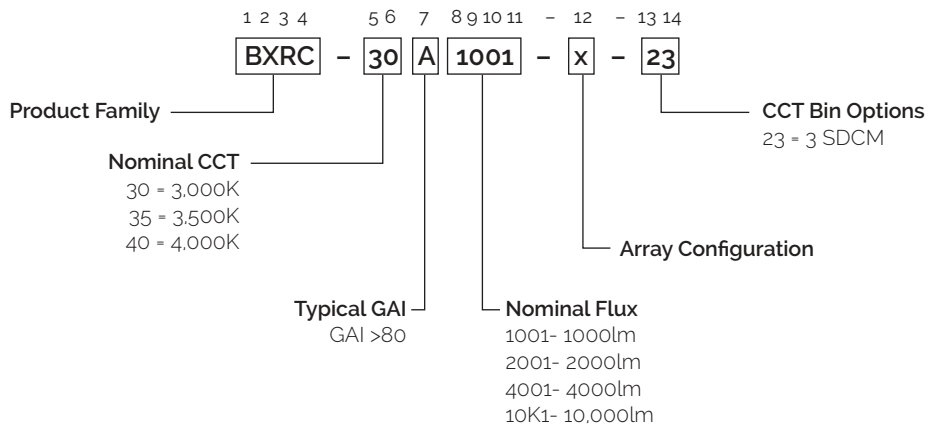 1 2 3 4 5 6 7 8 9 10 11 – 12 – 13 14
BXRC – 30 A 1001 - x - 23
Product Family
CCT Bin Options
23 = 3 SDCM
Nominal CCT
30 = 3,000K
35 = 3,500K
40 = 4,000K
Array Configuration
Typical GAI
GAI >80
Nominal Flux
1001- 1000lm
2001- 2000lm
4001- 4000lm
10K1- 10,000lm